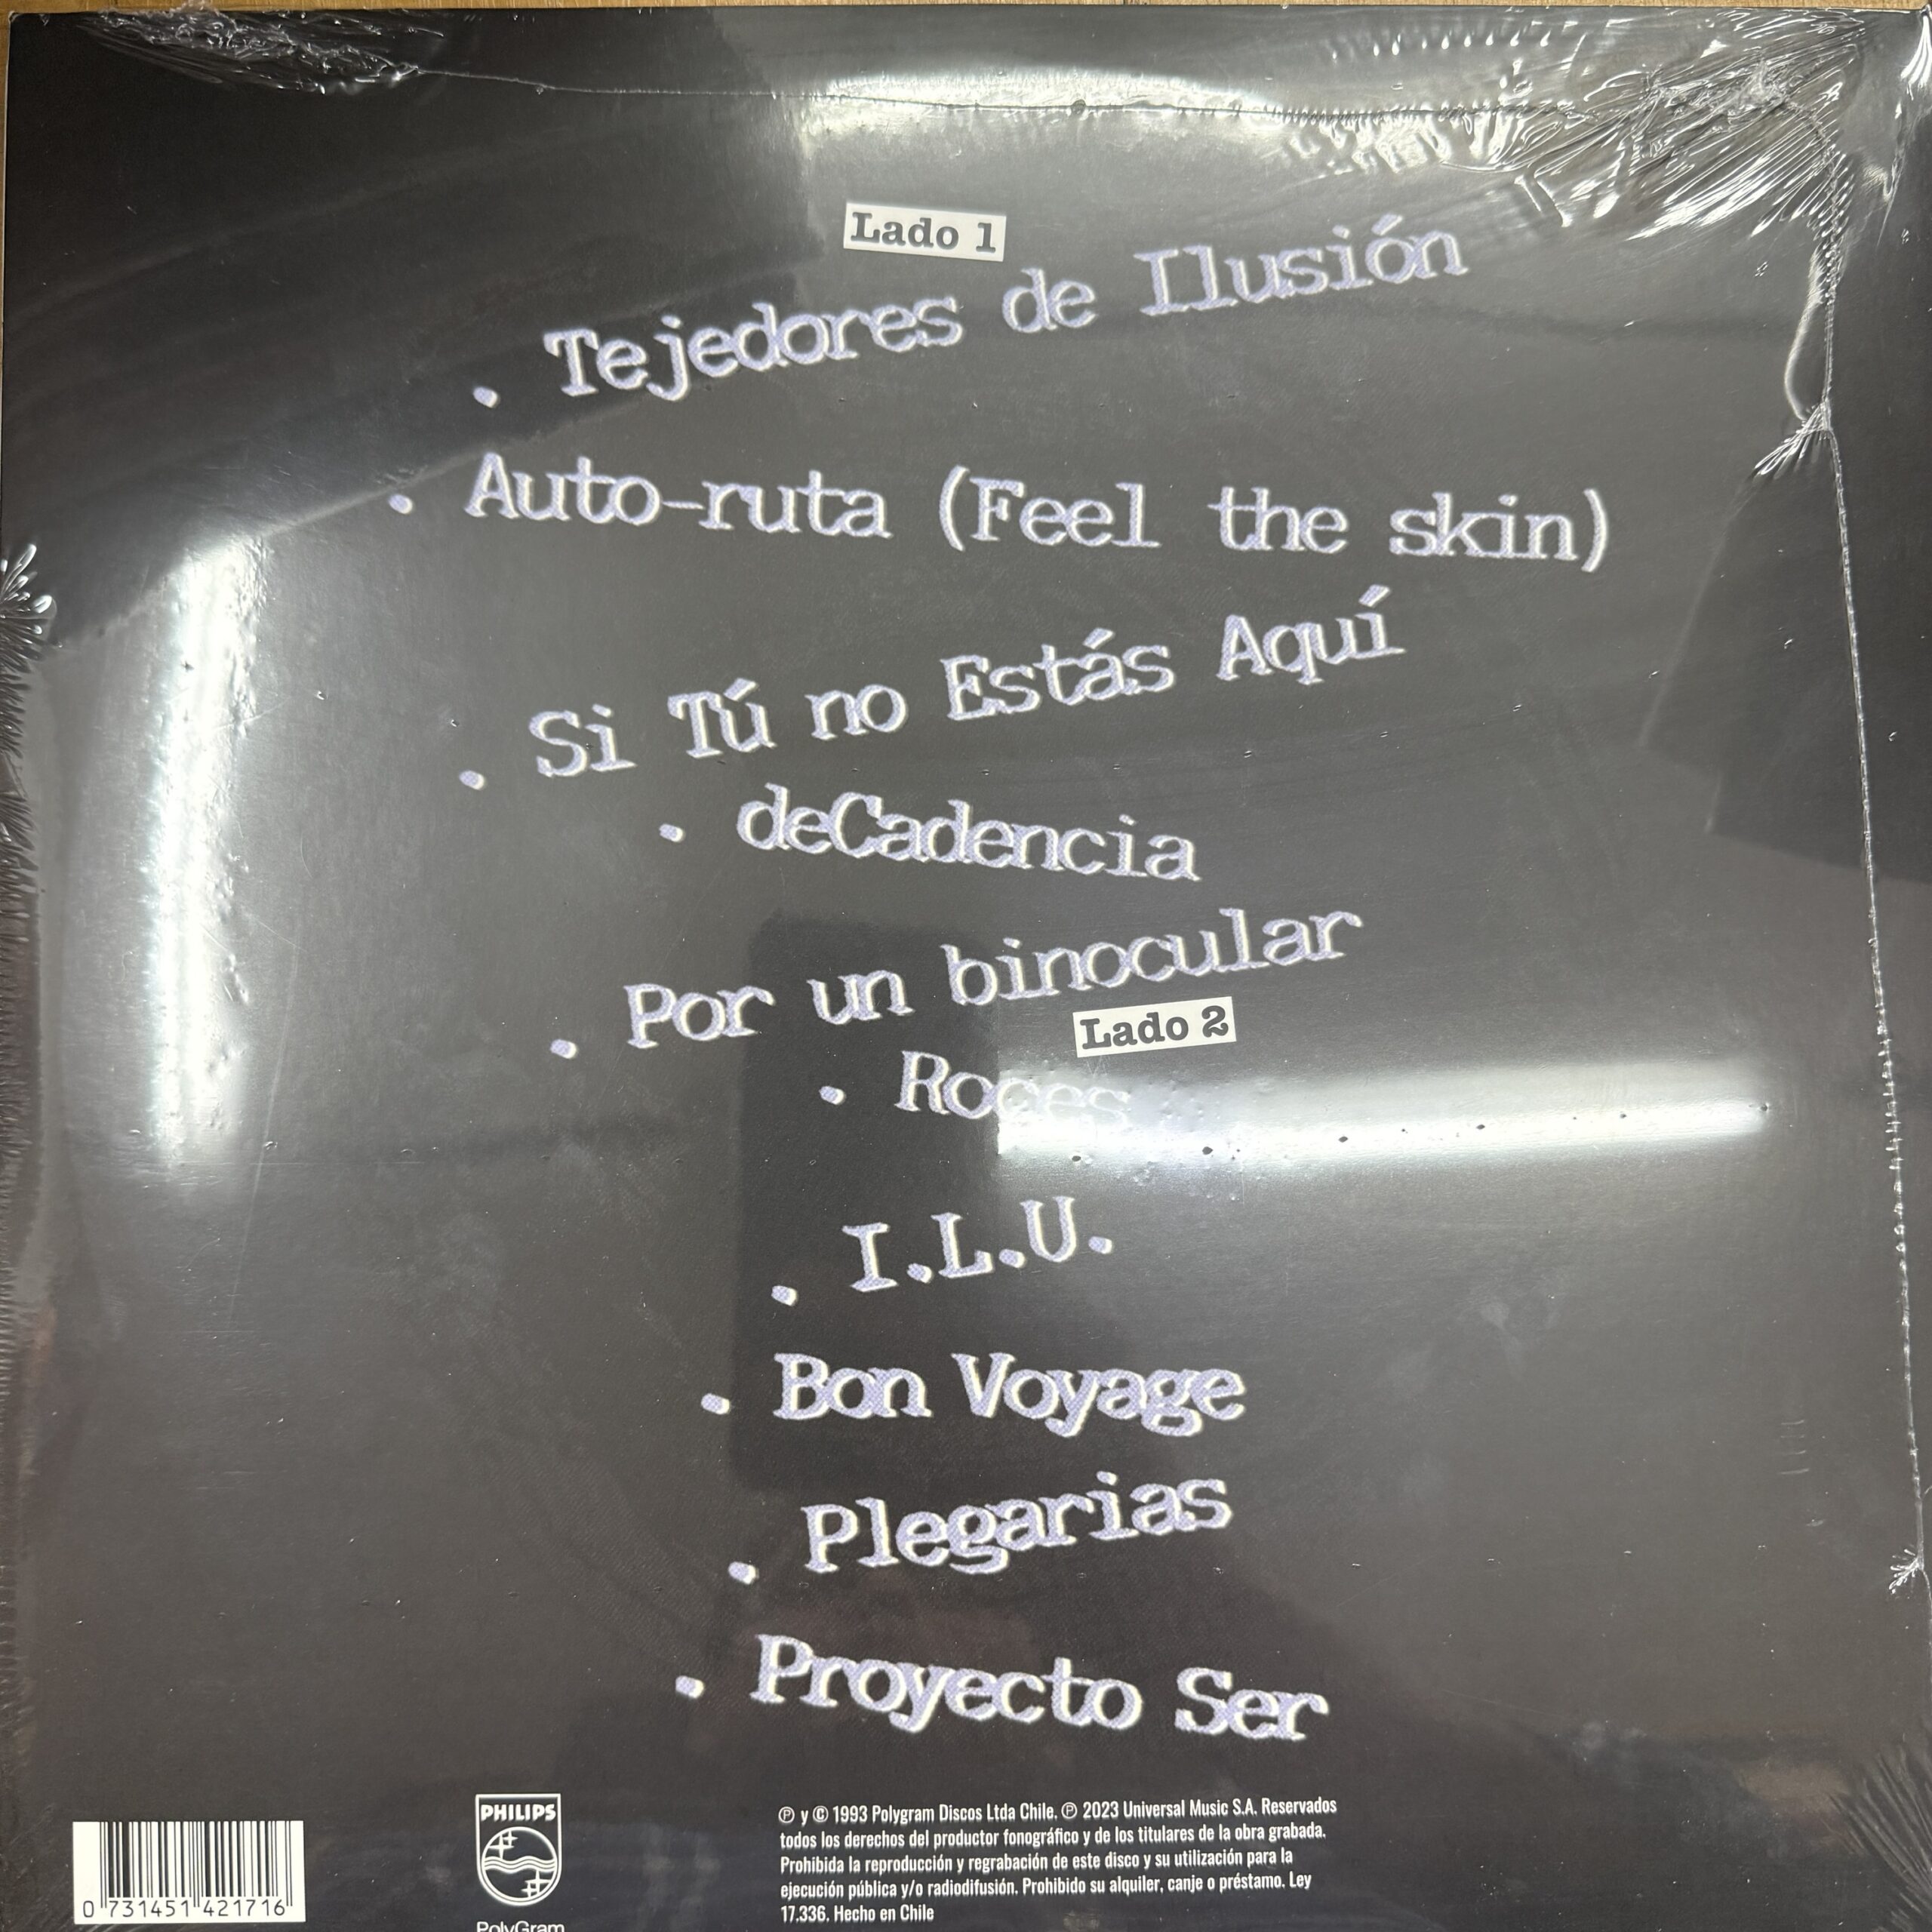 Lado 1
. Tejedores de Ilusión
. Auto-ruta (Feel the skin)
. Si Tú no Estás Aquí
. deCadencia
. Por un binocular
Lado 2
. Roces
. I.L.U.
. Bon Voyage
. Plegarias
. Proyecto Ser
0 731451 421716
PHILIPS
PolyGram
℗ y © 1993 Polygram Discos Ltda Chile. ℗ 2023 Universal Music S.A. Reservados
todos los derechos del productor fonográfico y de los titulares de la obra grabada.
Prohibida la reproducción y regrabación de este disco y su utilización para la
ejecución pública y/o radiodifusión. Prohibido su alquiler, canje o préstamo. Ley
17.336. Hecho en Chile